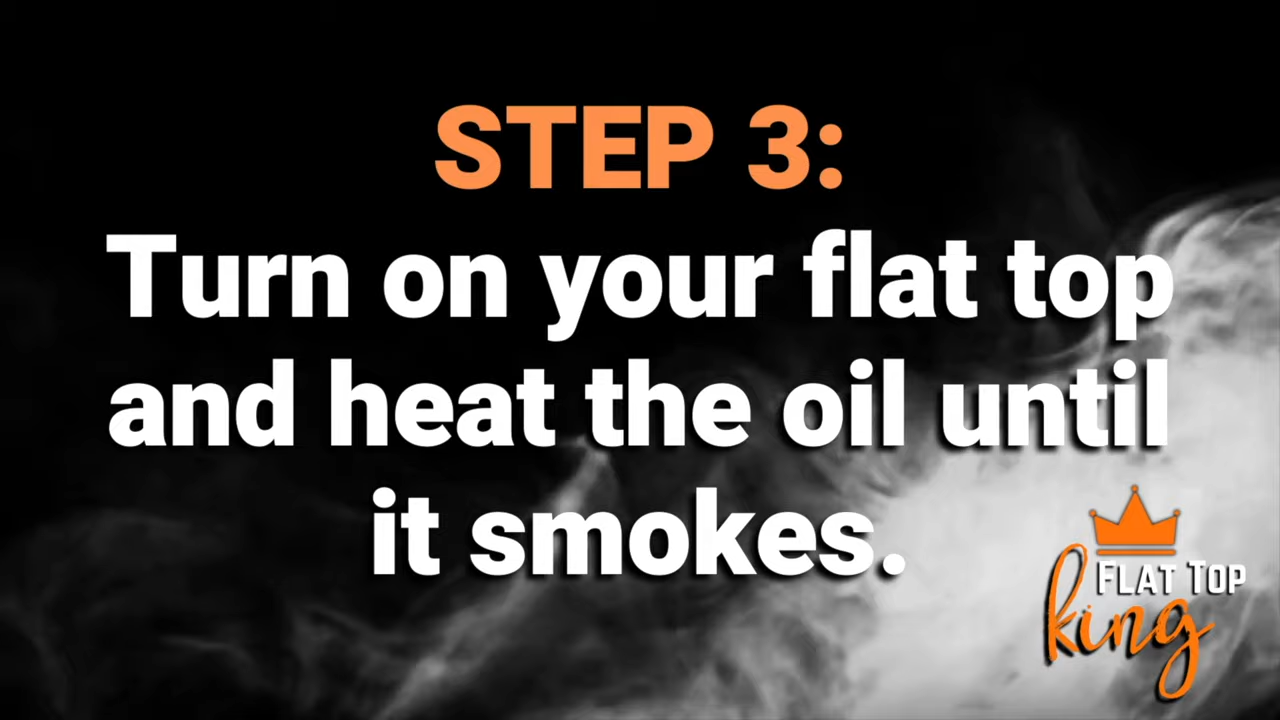 STEP 3:
Turn on your flat top
and heat the oil until
it smokes.
FLAT TOP
king